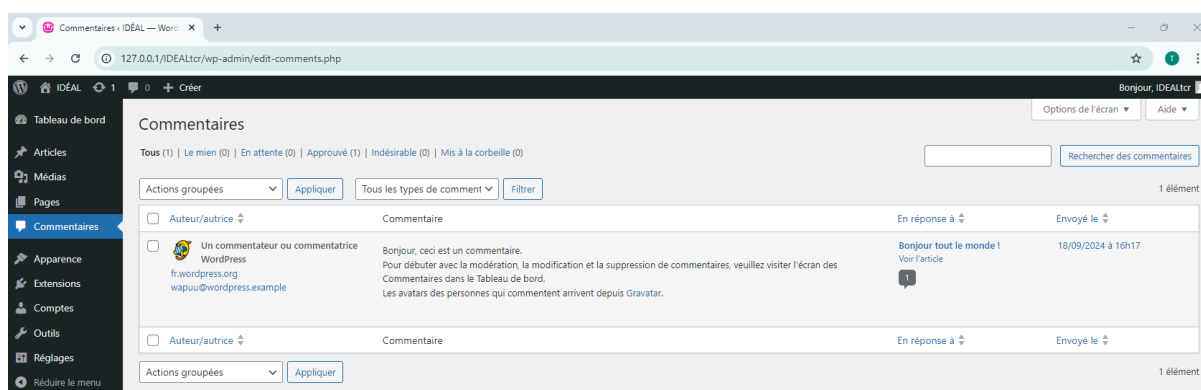 Commentaires ‹ IDÉAL — Word
127.0.0.1/IDEALtcr/wp-admin/edit-comments.php
T
IDÉAL 1 0 + Créer
Bonjour, IDEALtcr
Tableau de bord
Articles
Médias
Pages
Commentaires
Apparence
Extensions
Comptes
Outils
Réglages
Réduire le menu
Options de l'écran ▼ Aide ▼
Commentaires
Tous (1) | Le mien (0) | En attente (0) | Approuvé (1) | Indésirable (0) | Mis à la corbeille (0)
Rechercher des commentaires
Actions groupées Appliquer Tous les types de comment Filtrer
1 élément
Auteur/autrice Commentaire En réponse à Envoyé le
Un commentateur ou commentatrice
WordPress
fr.wordpress.org
wapuu@wordpress.example
Bonjour, ceci est un commentaire.
Pour débuter avec la modération, la modification et la suppression de commentaires, veuillez visiter l'écran des
Commentaires dans le Tableau de bord.
Les avatars des personnes qui commentent arrivent depuis Gravatar.
Bonjour tout le monde !
Voir l'article
1
18/09/2024 à 16h17
Auteur/autrice Commentaire En réponse à Envoyé le
Actions groupées Appliquer
1 élément